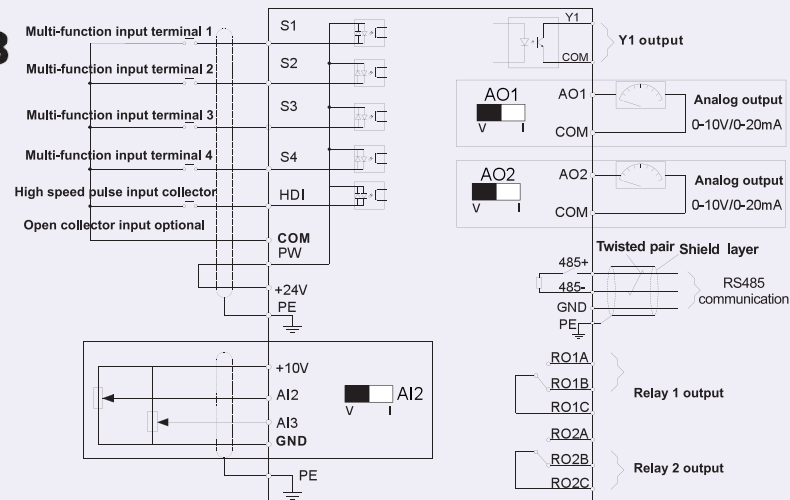 Multi-function input terminal 1
S1
Multi-function input terminal 2
S2
Multi-function input terminal 3
S3
Multi-function input terminal 4
S4
High speed pulse input collector
HDI
Open collector input optional
COM
PW
+24V
PE
+10V
AI2
AI3
GND
AI2
V I
PE
Y1
COM
Y1 output
AO1
V I
AO1
COM
Analog output
0-10V/0-20mA
AO2
V I
AO2
COM
Analog output
0-10V/0-20mA
Twisted pair Shield layer
485+
485-
GND
PE
RS485
communication
RO1A
RO1B
RO1C
Relay 1 output
RO2A
RO2B
RO2C
Relay 2 output